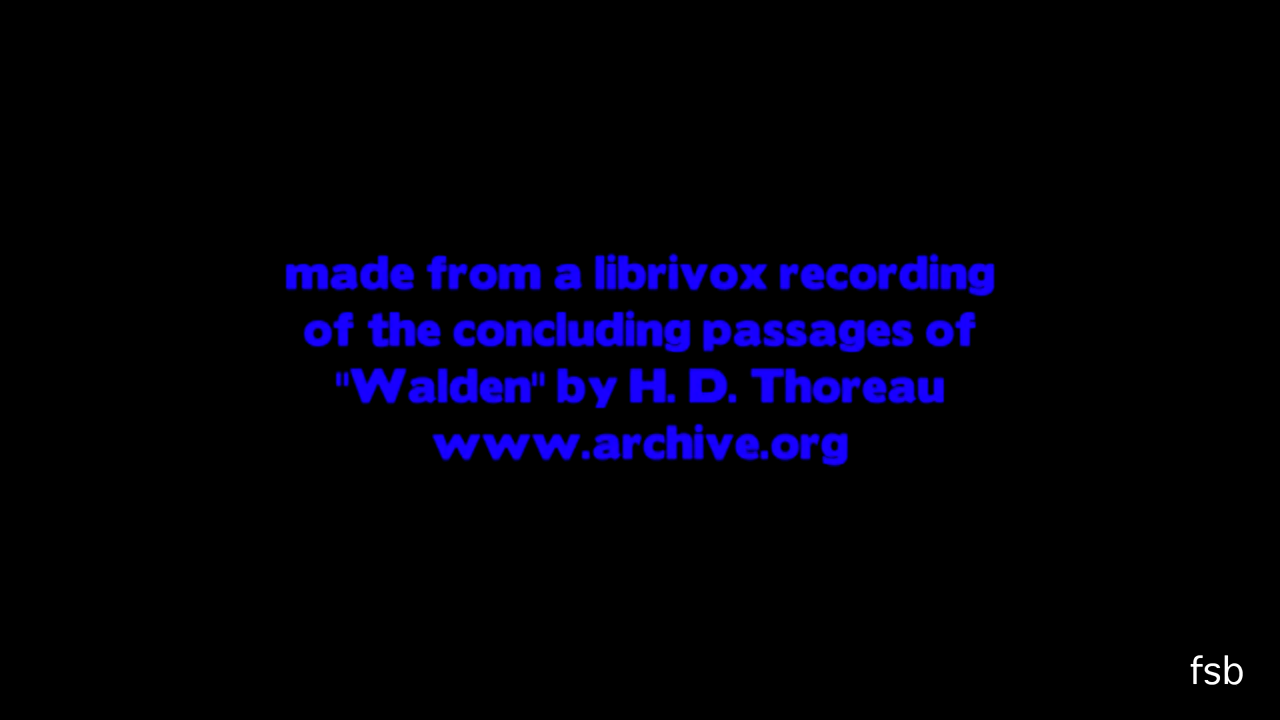 made from a librivox recording
of the concluding passages of
"Walden" by H. D. Thoreau
www.archive.org
fsb